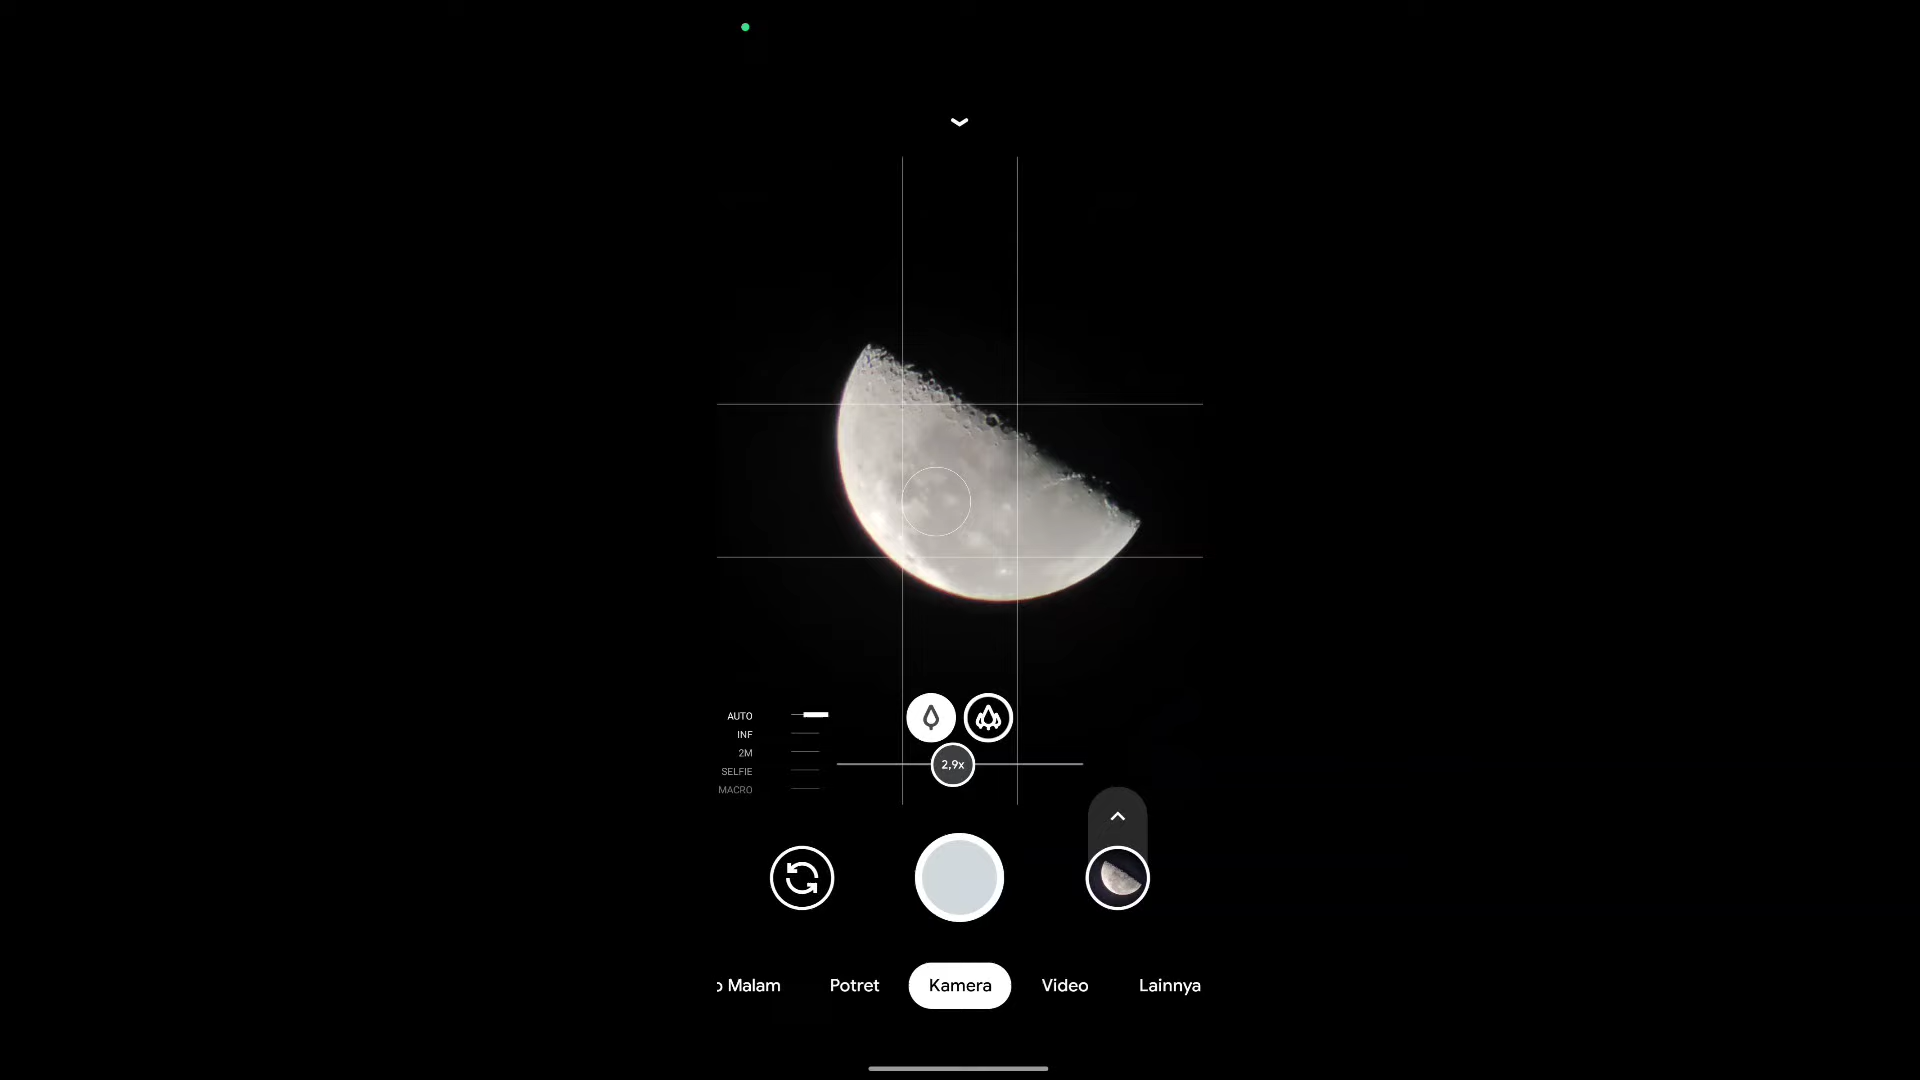 AUTO
INF
2M
SELFIE
MACRO
2,9x
o Malam
Potret
Kamera
Video
Lainnya